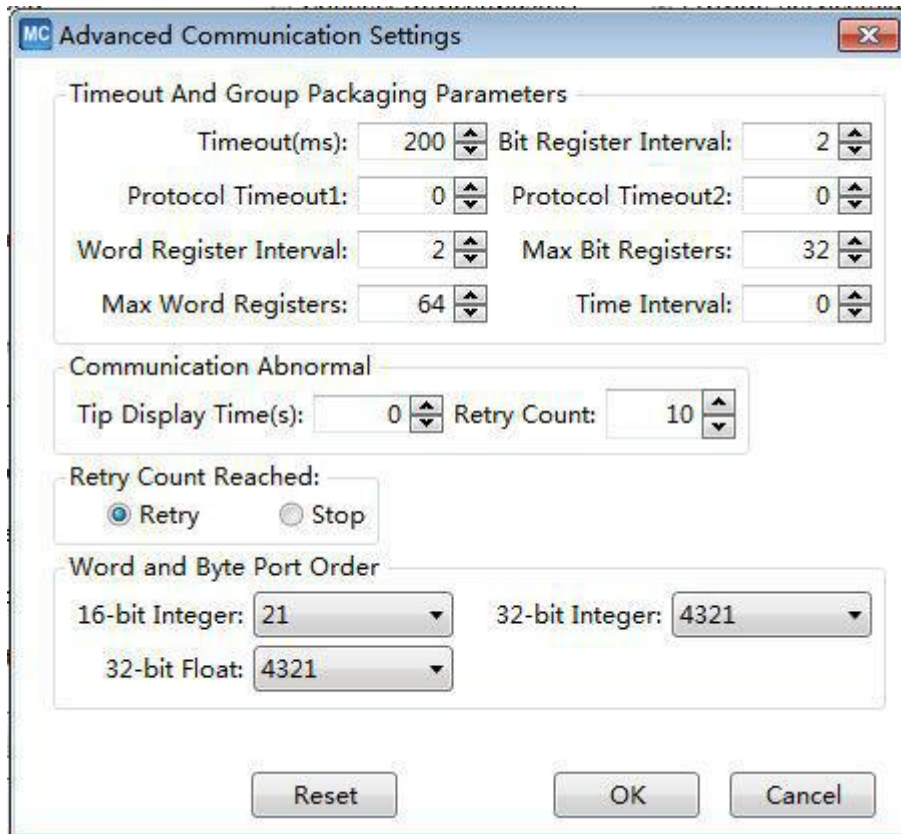 MC Advanced Communication Settings
Timeout And Group Packaging Parameters
Timeout(ms): 200 Bit Register Interval: 2
Protocol Timeout1: 0 Protocol Timeout2: 0
Word Register Interval: 2 Max Bit Registers: 32
Max Word Registers: 64 Time Interval: 0
Communication Abnormal
Tip Display Time(s): 0 Retry Count: 10
Retry Count Reached:
Retry Stop
Word and Byte Port Order
16-bit Integer: 21 32-bit Integer: 4321
32-bit Float: 4321
Reset OK Cancel